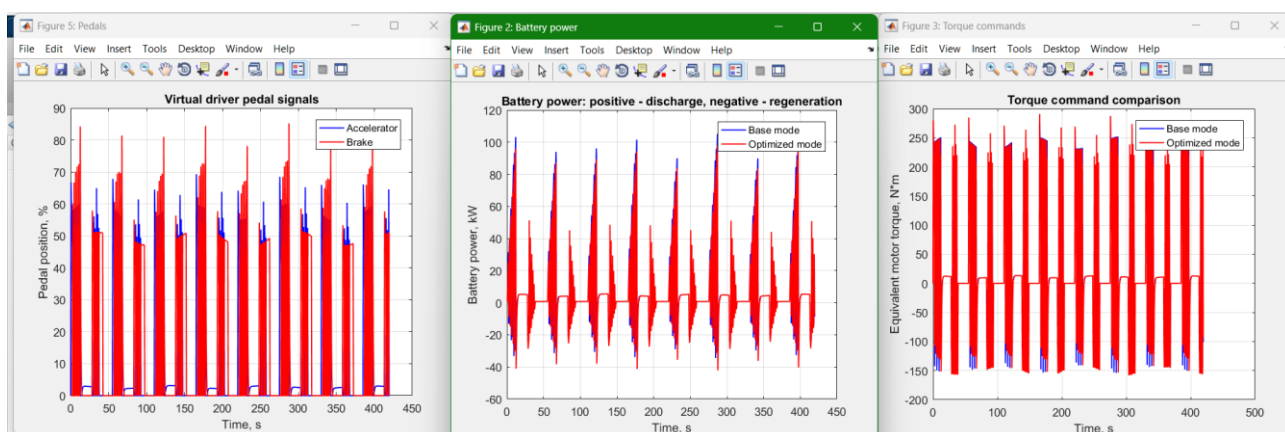 Figure 5: Pedals
File Edit View Insert Tools Desktop Window Help
Virtual driver pedal signals
Accelerator
Brake
Pedal position, %
90
80
70
60
50
40
30
20
10
0
0 50 100 150 200 250 300 350 400 450
Time, s
Figure 2: Battery power
File Edit View Insert Tools Desktop Window Help
Battery power: positive - discharge, negative - regeneration
Base mode
Optimized mode
Battery power, kW
120
100
80
60
40
20
0
-20
-40
-60
0 50 100 150 200 250 300 350 400 450
Time, s
Figure 3: Torque commands
File Edit View Insert Tools Desktop Window Help
Torque command comparison
Base mode
Optimized mode
Equivalent motor torque, N*m
300
250
200
150
100
50
0
-50
-100
-150
-200
0 100 200 300 400 500
Time, s